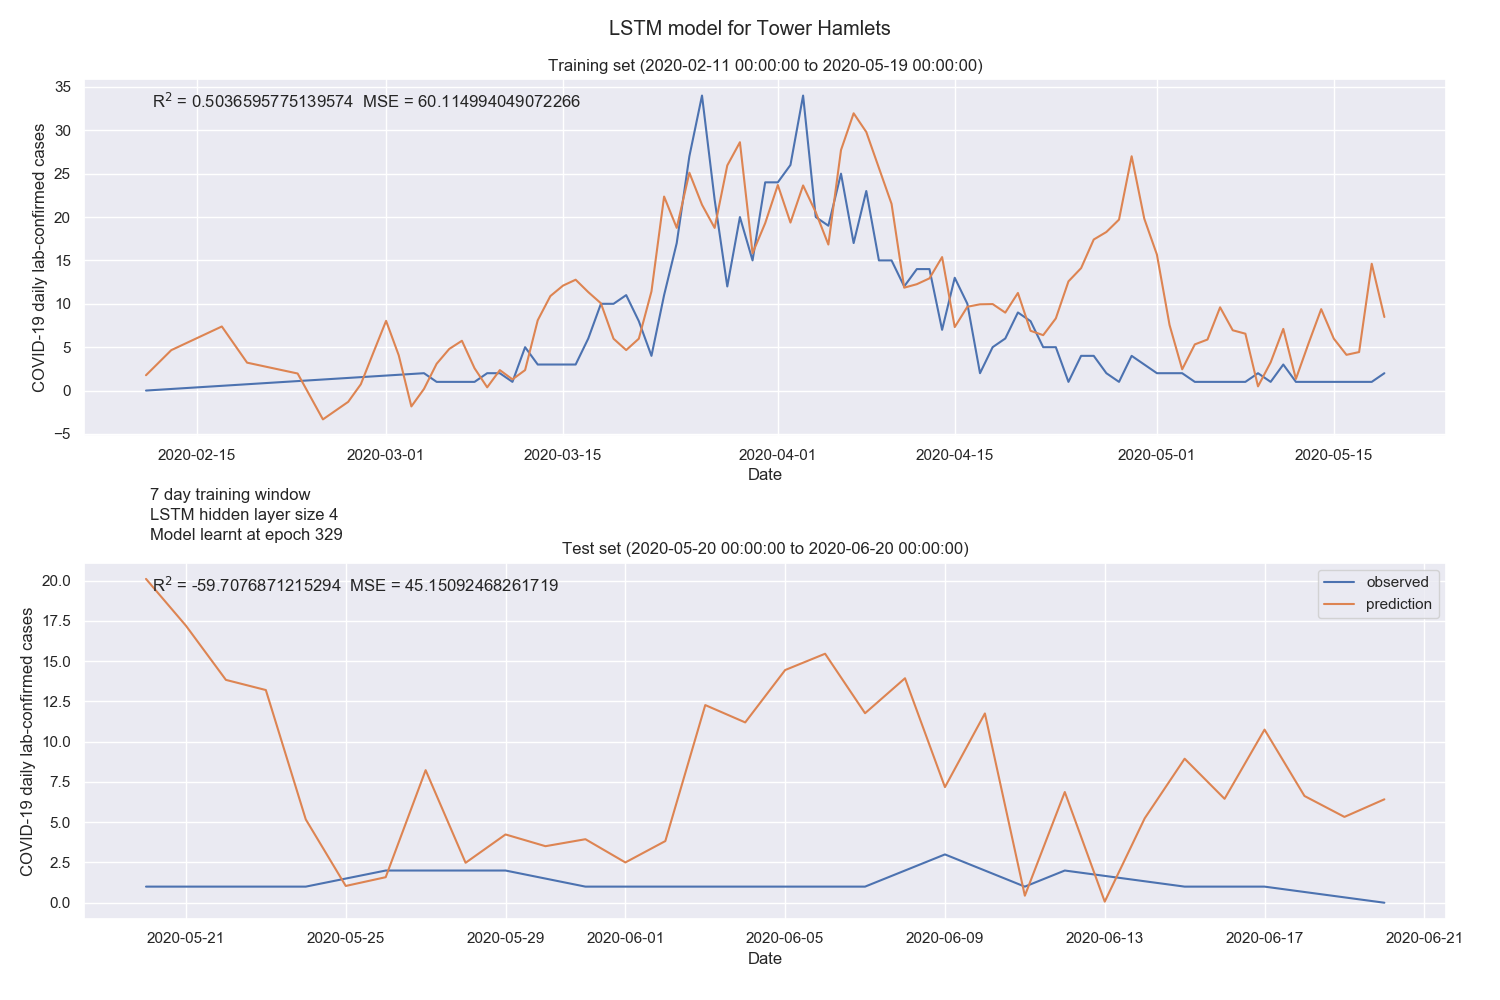 LSTM model for Tower Hamlets
Training set (2020-02-11 00:00:00 to 2020-05-19 00:00:00)
R² = 0.5036595775139574 MSE = 60.114994049072266
COVID-19 daily lab-confirmed cases
35
30
25
20
15
10
5
0
−5
2020-02-15 2020-03-01 2020-03-15 2020-04-01 2020-04-15 2020-05-01 2020-05-15
Date
7 day training window
LSTM hidden layer size 4
Model learnt at epoch 329
Test set (2020-05-20 00:00:00 to 2020-06-20 00:00:00)
R² = -59.7076871215294 MSE = 45.15092468261719
observed
prediction
COVID-19 daily lab-confirmed cases
20.0
17.5
15.0
12.5
10.0
7.5
5.0
2.5
0.0
2020-05-21 2020-05-25 2020-05-29 2020-06-01 2020-06-05 2020-06-09 2020-06-13 2020-06-17 2020-06-21
Date